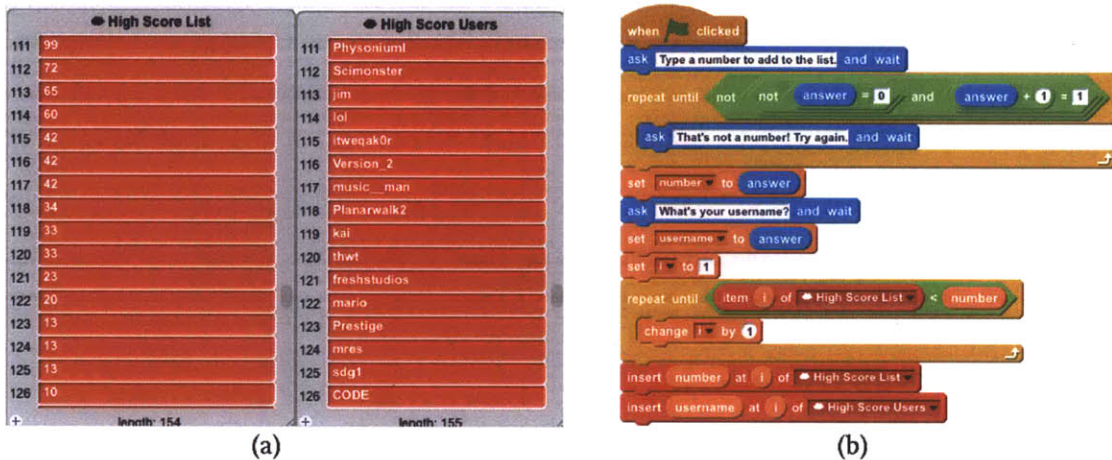 High Score List
111 99
112 72
113 65
114 60
115 42
116 42
117 42
118 34
119 33
120 33
121 23
122 20
123 13
124 13
125 13
126 10
+ length: 154
High Score Users
111 Physoniuml
112 Scimonster
113 jim
114 lol
115 itweqak0r
116 Version_2
117 music__man
118 Planarwalk2
119 kai
120 thwt
121 freshstudios
122 mario
123 Prestige
124 mres
125 sdg1
126 CODE
+ length: 155
(a)
when clicked
ask Type a number to add to the list. and wait
repeat until not not answer = 0 and answer + 1 = 1
ask That's not a number! Try again. and wait
set number to answer
ask What's your username? and wait
set username to answer
set i to 1
repeat until item i of High Score List < number
change i by 1
insert number at i of High Score List
insert username at i of High Score Users
(b)